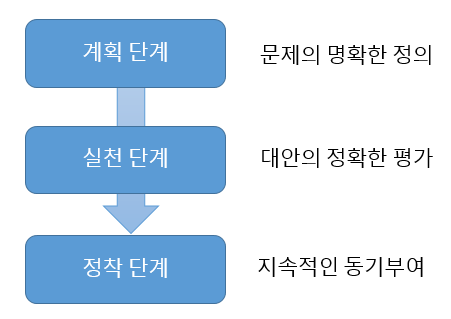 계획 단계
문제의 명확한 정의
실천 단계
대안의 정확한 평가
정착 단계
지속적인 동기부여